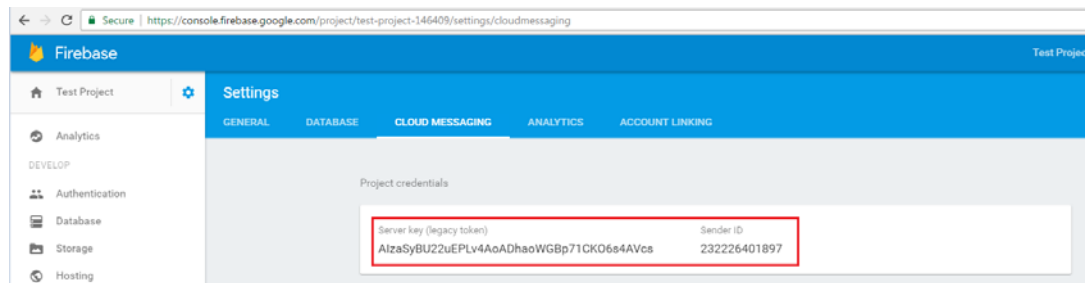 Secure | https://console.firebase.google.com/project/test-project-146409/settings/cloudmessaging
Firebase
Test Projec
Test Project
Settings
GENERAL DATABASE CLOUD MESSAGING ANALYTICS ACCOUNT LINKING
Analytics
DEVELOP
Authentication
Database
Storage
Hosting
Project credentials
Server key (legacy token) Sender ID
AIzaSyBU22uEPLv4AoADhaoWGBp71CKO6s4AVcs 232226401897